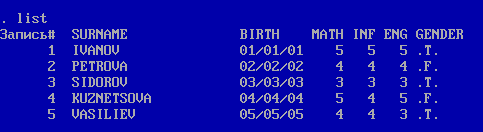 . list
Запись# SURNAME BIRTH MATH INF ENG GENDER
1 IVANOV 01/01/01 5 5 5 .T.
2 PETROVA 02/02/02 4 4 4 .F.
3 SIDOROV 03/03/03 3 3 3 .T.
4 KUZNETSOVA 04/04/04 5 4 5 .F.
5 VASILIEV 05/05/05 4 4 3 .T.